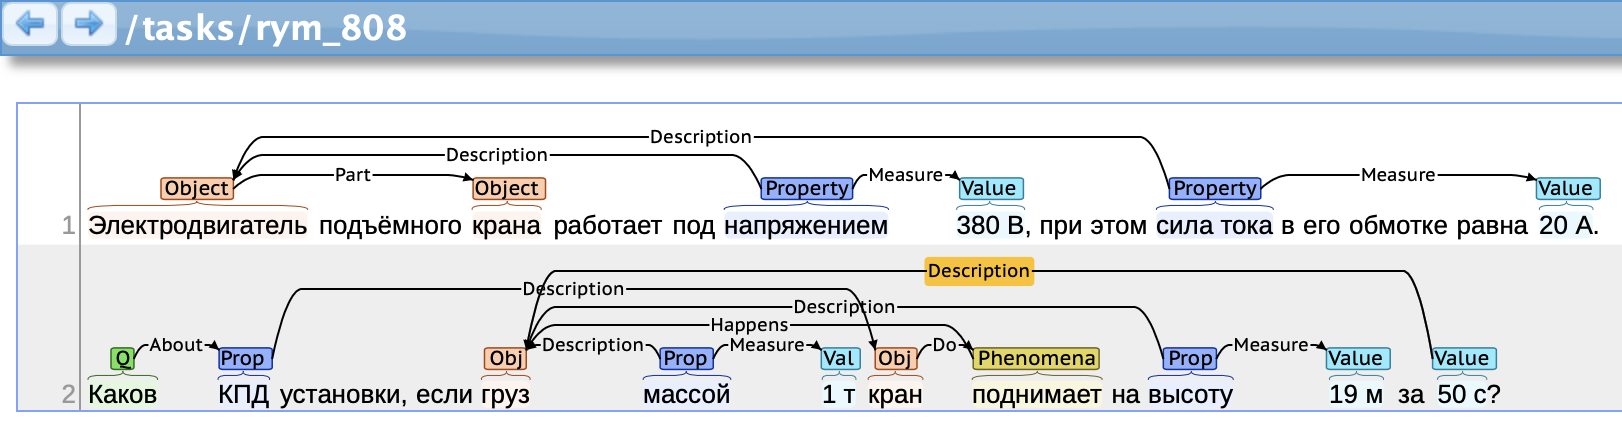 /tasks/rym_808
Description
Description
Part
Object Object Property Measure Value Property Measure Value
1 Электродвигатель подъёмного крана работает под напряжением 380 В, при этом сила тока в его обмотке равна 20 А.
Description
Description
Description
Happens
Q About Prop Obj Description Prop Measure Val Obj Do Phenomena Prop Measure Value Value
2 Каков КПД установки, если груз массой 1 т кран поднимает на высоту 19 м за 50 с?